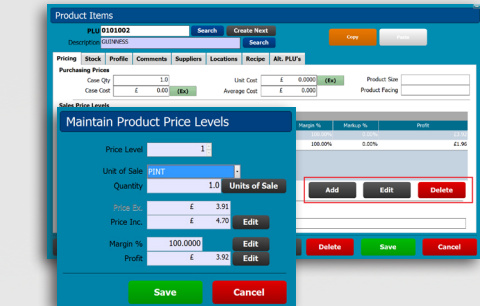 Product Items
PLU 0101002 Search Create Next
Description GUINNESS Search
Copy
Pricing Stock Profile Comments Suppliers Locations Recipe Alt. PLU's
Purchasing Prices
Case Qty 1.0 Unit Cost £ 0.0000 (Ex) Product Size
Case Cost £ 0.00 (Ex) Average Cost £ 0.000 Product Facing
Sales Price Levels
Margin % Markup % Profit
100.00% 0.00%
100.00% 0.00% £1.96
Add Edit Delete
Delete Save Cancel
Maintain Product Price Levels
Price Level 1
Unit of Sale PINT
Quantity 1.0 Units of Sale
Price Ex. £ 3.91
Price Inc. £ 4.70 Edit
Margin % 100.0000 Edit
Profit £ 3.92 Edit
Save Cancel